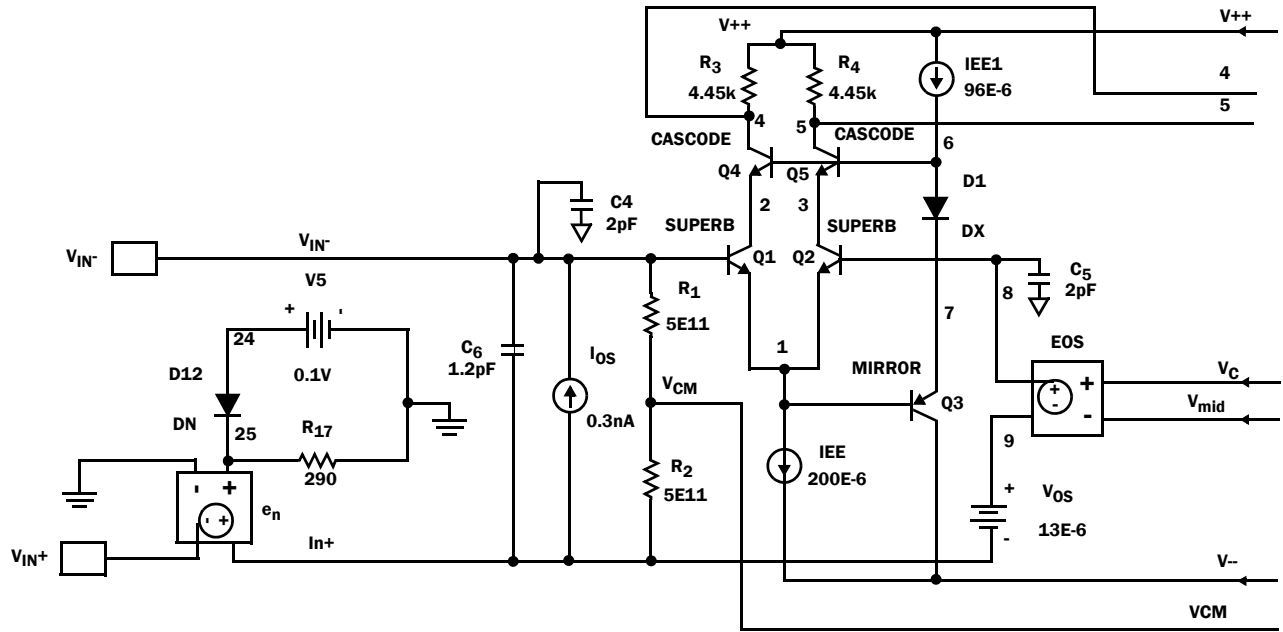 V++
V++
R3
4.45k
R4
4.45k
IEE1
96E-6
4
5
4
5
CASCODE
CASCODE
6
Q4
Q5
D1
C4
2pF
2
3
SUPERB
SUPERB
DX
VIN-
VIN-
Q1
Q2
V5
+
-
R1
5E11
C5
2pF
8
7
24
C6
1.2pF
IOS
1
EOS
0.1V
D12
MIRROR
VC
VCM
+
-
+
Vmid
DN
Q3
-
25
R17
0.3nA
290
IEE
200E-6
9
R2
5E11
-
+
en
+
VOS
- +
13E-6
-
VIN+
In+
V--
VCM